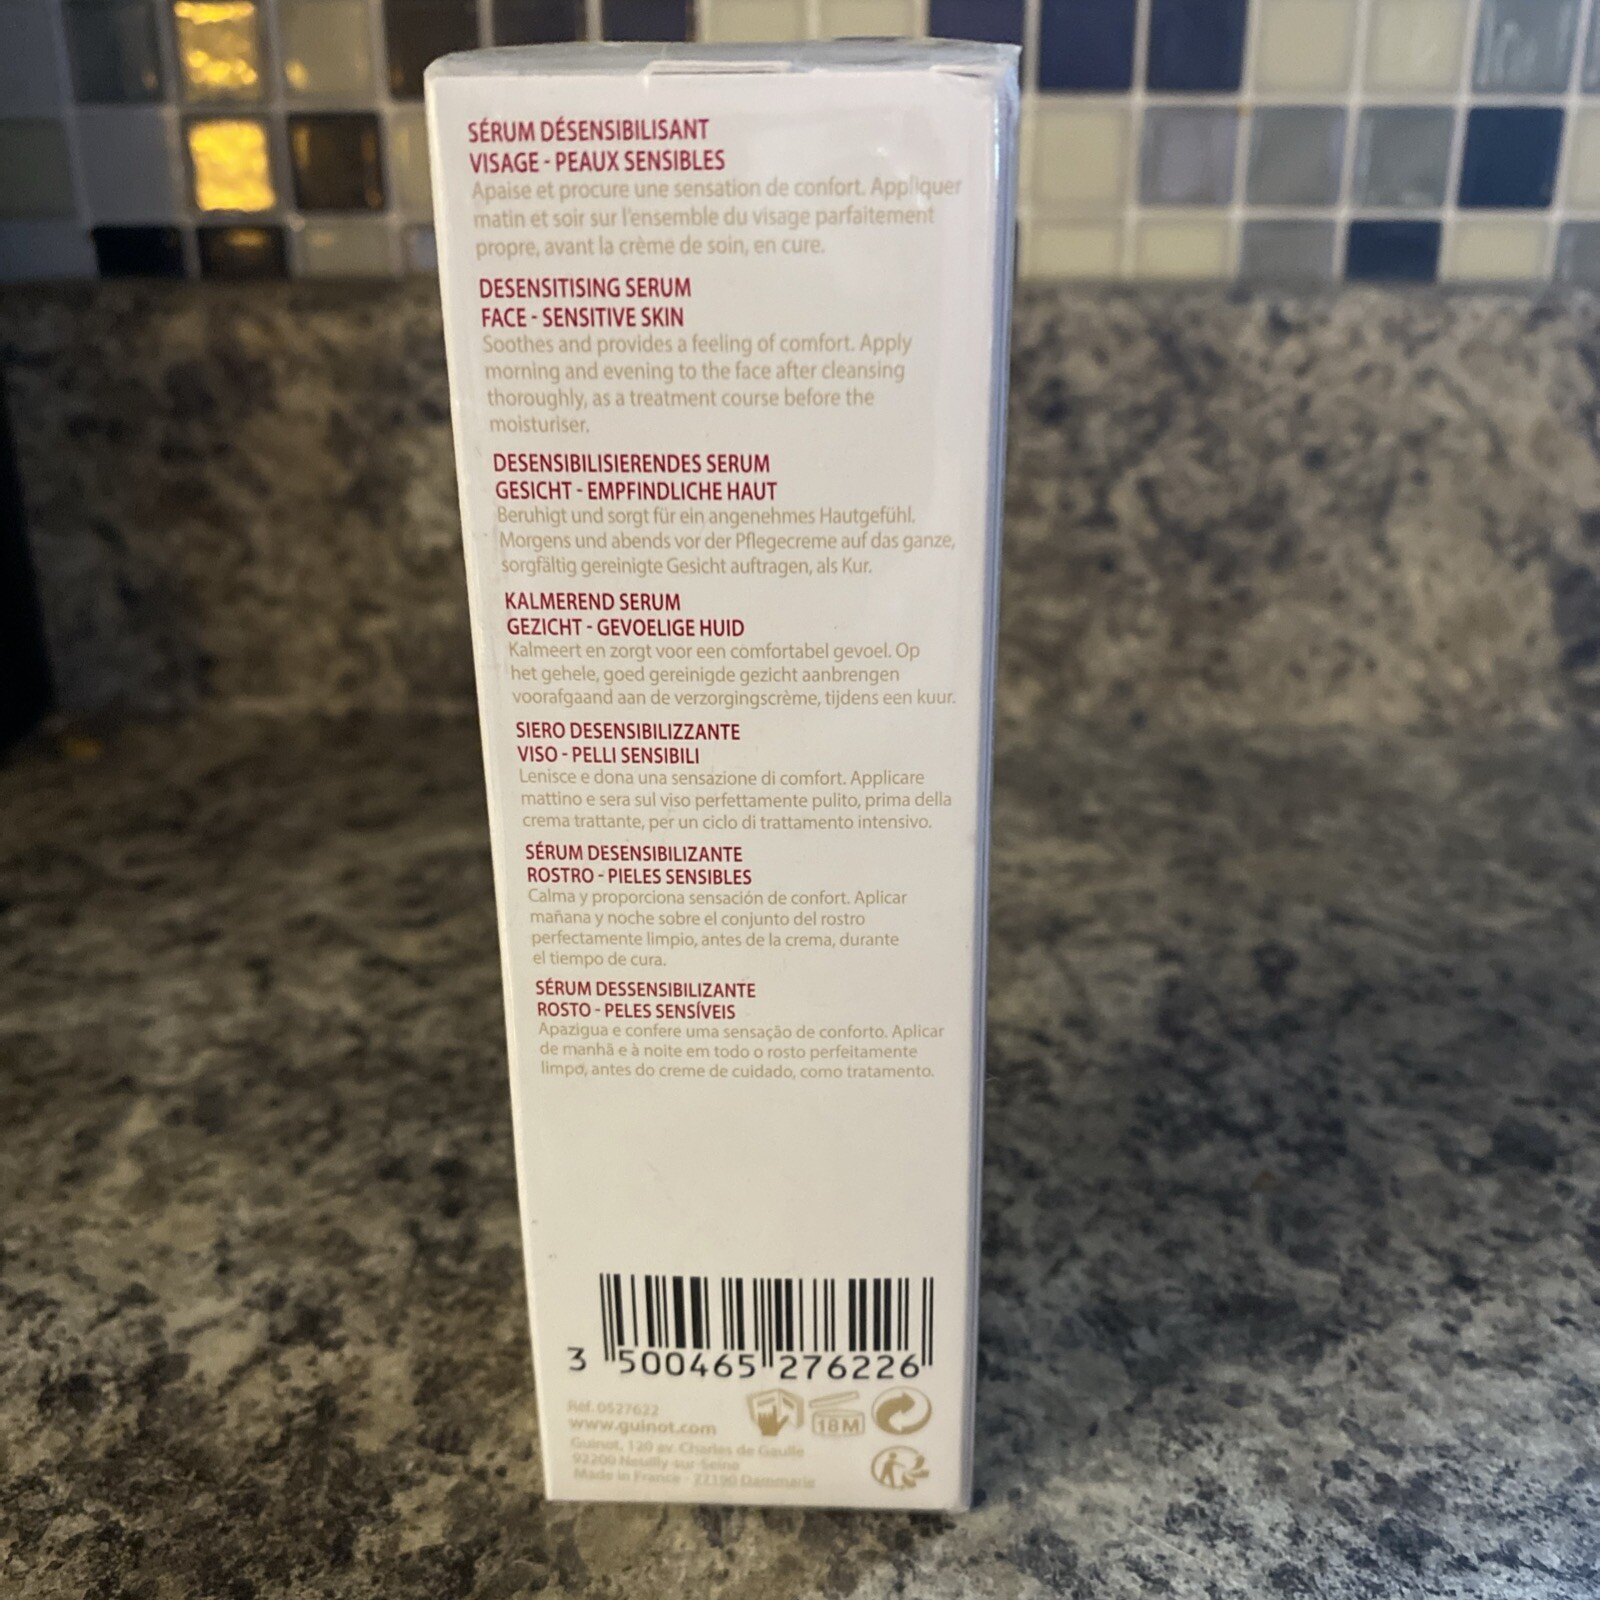 SÉRUM DÉSENSIBILISANT
VISAGE - PEAUX SENSIBLES
Apaise et procure une sensation de confort. Appliquer
matin et soir sur l'ensemble du visage parfaitement
propre, avant la crème de soin, en cure.
DESENSITISING SERUM
FACE - SENSITIVE SKIN
Soothes and provides a feeling of comfort. Apply
morning and evening to the face after cleansing
thoroughly, as a treatment course before the
moisturiser.
DESENSIBILISIERENDES SERUM
GESICHT - EMPFINDLICHE HAUT
Beruhigt und sorgt für ein angenehmes Hautgefühl.
Morgens und abends vor der Pflegecreme auf das ganze,
sorgfältig gereinigte Gesicht auftragen, als Kur.
KALMEREND SERUM
GEZICHT - GEVOELIGE HUID
Kalmeert en zorgt voor een comfortabel gevoel. Op
het gehele, goed gereinigde gezicht aanbrengen
voorafgaand aan de verzorgingscrème, tijdens een kuur.
SIERO DESENSIBILIZZANTE
VISO - PELLI SENSIBILI
Lenisce e dona una sensazione di comfort. Applicare
mattino e sera sul viso perfettamente pulito, prima della
crema trattante, per un ciclo di trattamento intensivo.
SÉRUM DESENSIBILIZANTE
ROSTRO - PIELES SENSIBLES
Calma y proporciona sensación de confort. Aplicar
mañana y noche sobre el conjunto del rostro
perfectamente limpio, antes de la crema, durante
el tiempo de cura.
SÉRUM DESSENSIBILIZANTE
ROSTO - PELES SENSÍVEIS
Apazigua e confere uma sensação de conforto. Aplicar
de manhã e à noite em todo o rosto perfeitamente
limpo, antes do creme de cuidado, como tratamento.
3 500465 276226
Réf. 0527622
www.guinot.com
18M
Guinot, 120 av. Charles de Gaulle
92200 Neuilly-sur-Seine
Made in France - 77190 Dammarie